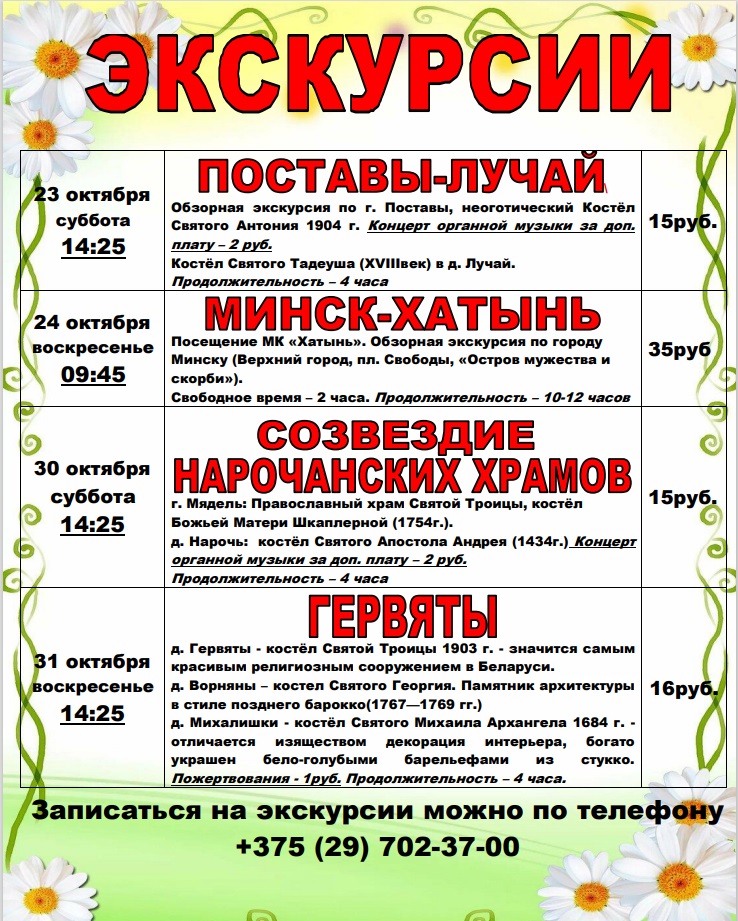 ЭКСКУРСИИ
23 октября
суббота
14:25
ПОСТАВЫ-ЛУЧАЙ
Обзорная экскурсия по г. Поставы, неоготический Костёл
Святого Антония 1904 г. Концерт органной музыки за доп.
плату – 2 руб.
Костёл Святого Тадеуша (XVIIIвек) в д. Лучай.
Продолжительность – 4 часа
15руб.
24 октября
воскресенье
09:45
МИНСК-ХАТЫНЬ
Посещение МК «Хатынь». Обзорная экскурсия по городу
Минску (Верхний город, пл. Свободы, «Остров мужества и
скорби»).
Свободное время – 2 часа. Продолжительность – 10-12 часов
35руб
30 октября
суббота
14:25
СОЗВЕЗДИЕ
НАРОЧАНСКИХ ХРАМОВ
г. Мядель: Православный храм Святой Троицы, костёл
Божьей Матери Шкаплерной (1754г.).
д. Нарочь: костёл Святого Апостола Андрея (1434г.) Концерт
органной музыки за доп. плату – 2 руб.
Продолжительность – 4 часа
15руб.
31 октября
воскресенье
14:25
ГЕРВЯТЫ
д. Гервяты - костёл Святой Троицы 1903 г. - значится самым
красивым религиозным сооружением в Беларуси.
д. Ворняны – костел Святого Георгия. Памятник архитектуры
в стиле позднего барокко(1767—1769 гг.)
д. Михалишки - костёл Святого Михаила Архангела 1684 г. -
отличается изяществом декорация интерьера, богато
украшен бело-голубыми барельефами из стукко.
Пожертвования - 1руб. Продолжительность – 4 часа.
16руб.
Записаться на экскурсии можно по телефону
+375 (29) 702-37-00